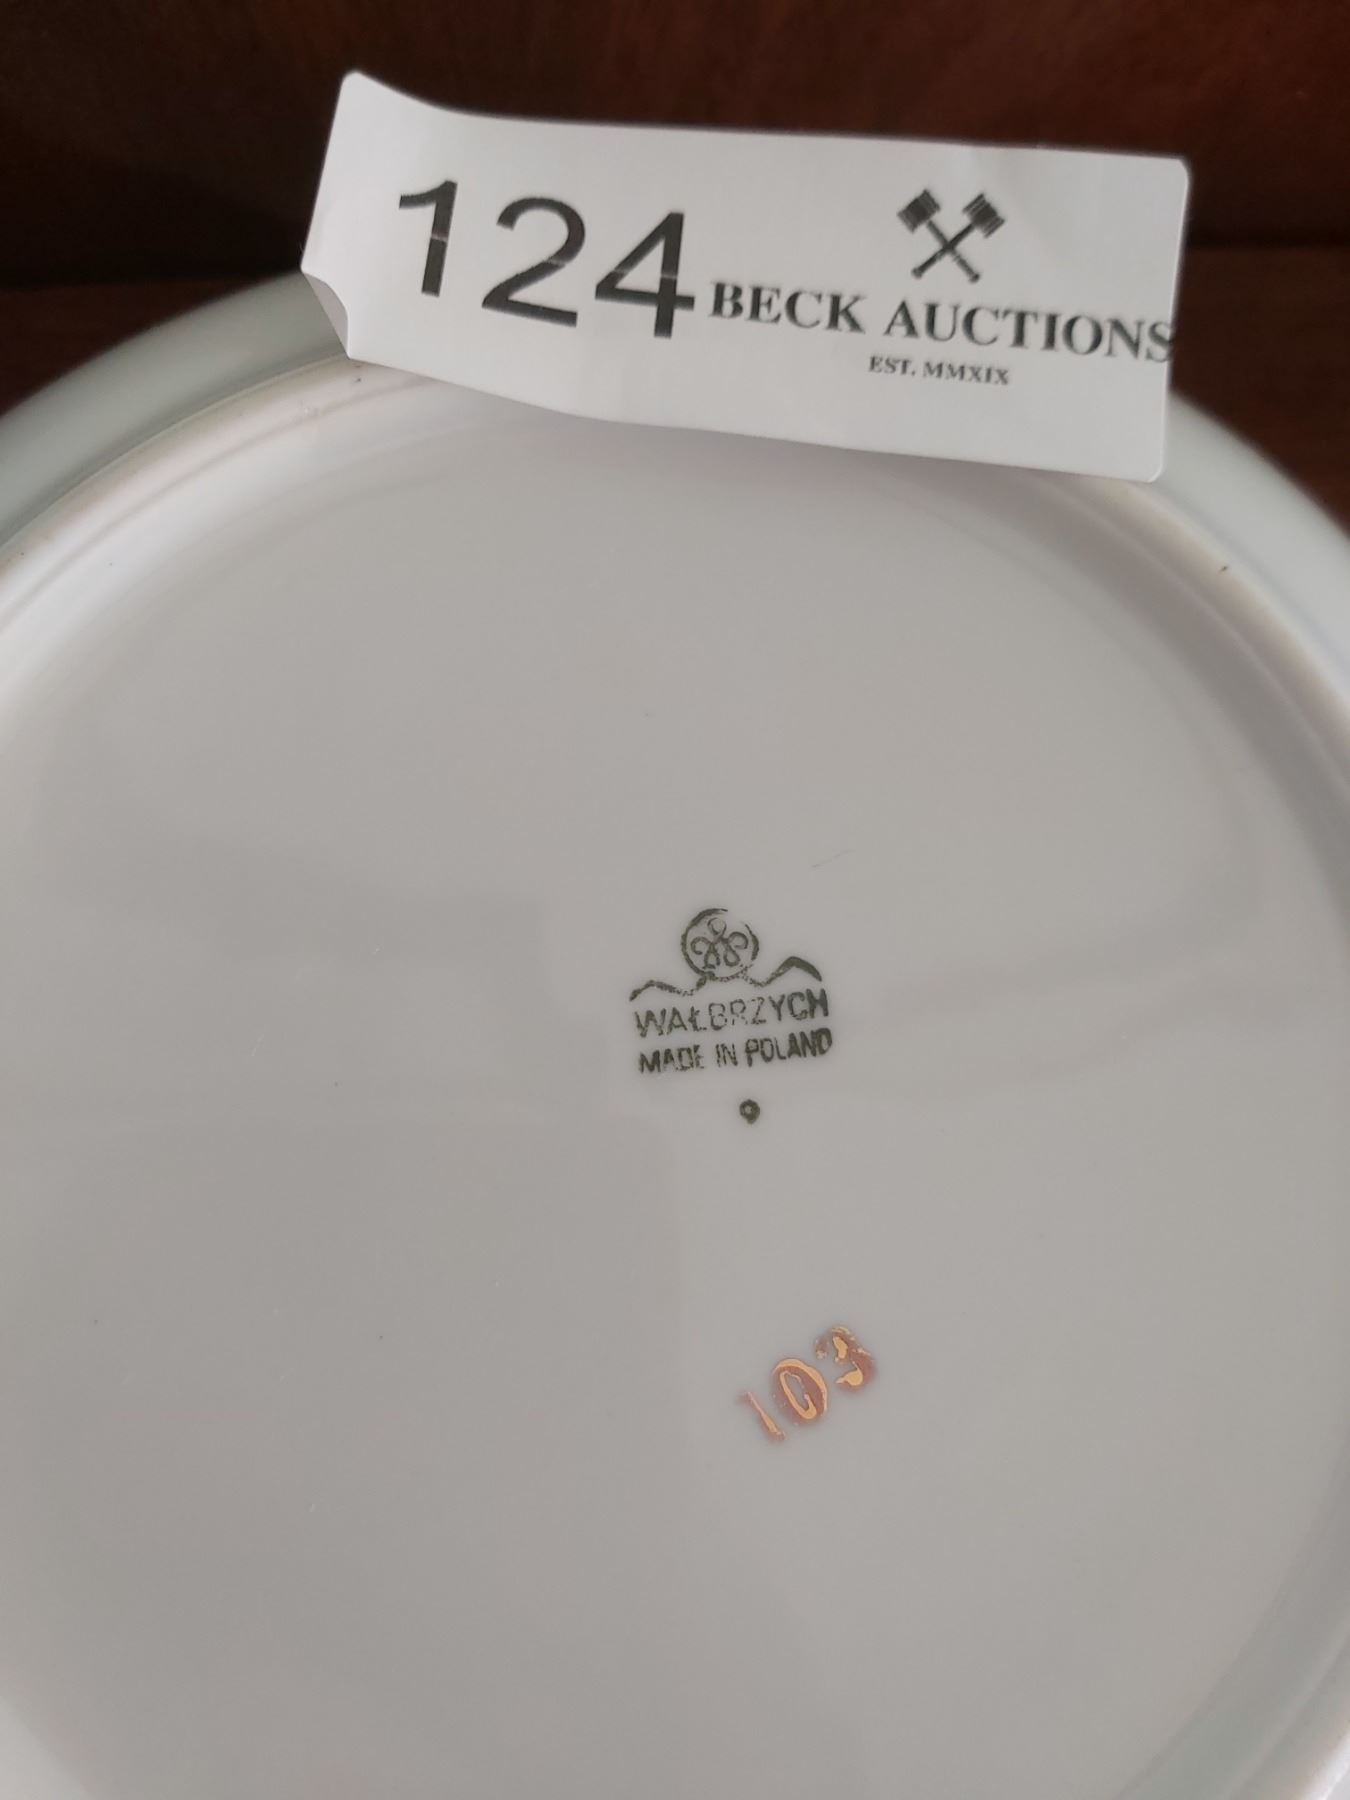 124
BECK AUCTIONS
EST. MMXIX
WAŁBRZYCH
MADE IN POLAND
9
103